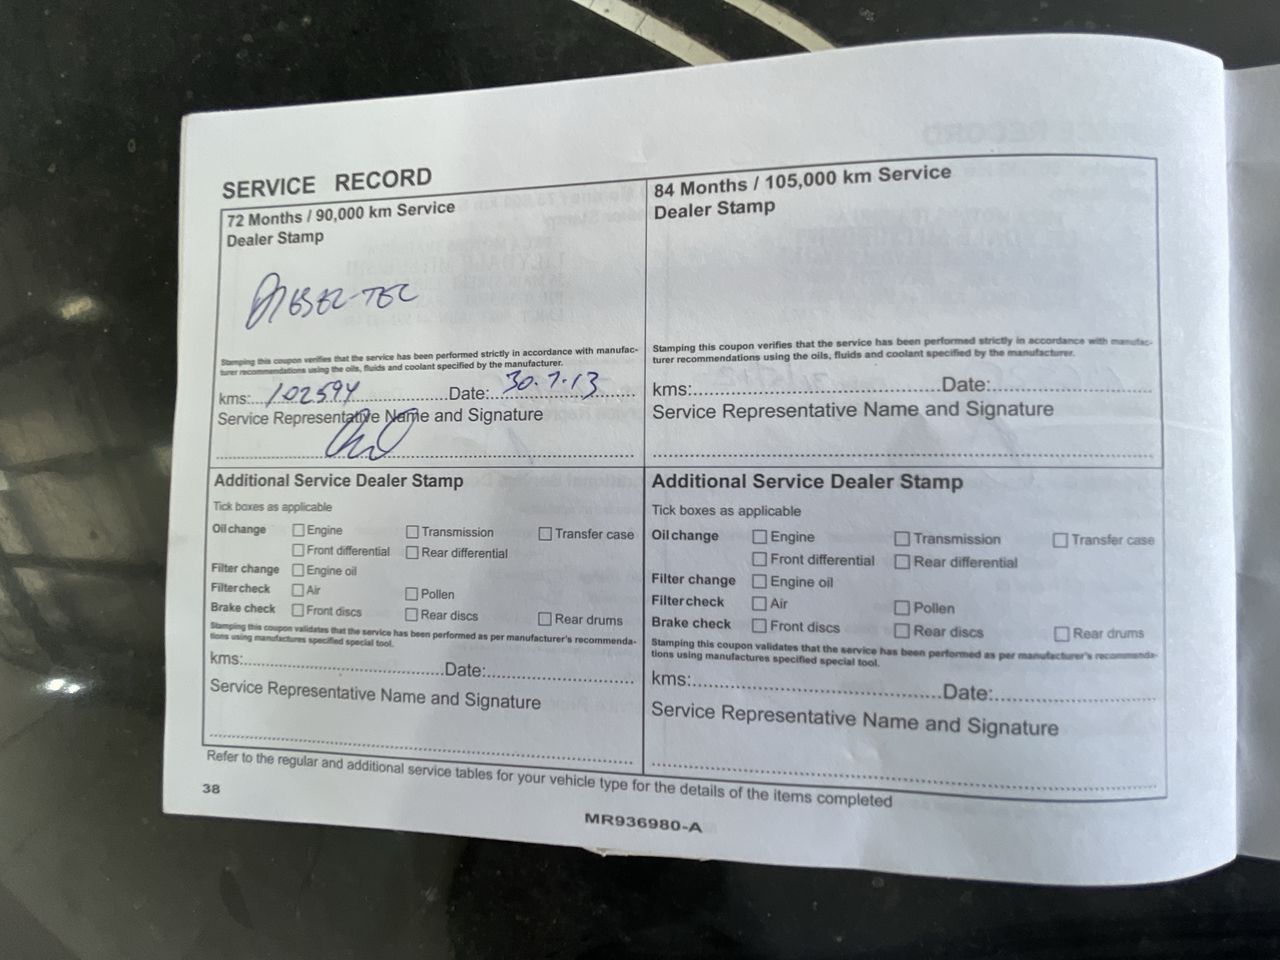 SERVICE RECORD
72 Months / 90,000 km Service
Dealer Stamp
DIESEL-TEC
Stamping this coupon verifies that the service has been performed strictly in accordance with manufac-
turer recommendations using the oils, fluids and coolant specified by the manufacturer.
kms: 102594 Date: 30.7.13
Service Representative Name and Signature
Additional Service Dealer Stamp
Tick boxes as applicable
Oil change Engine Transmission Transfer case
Front differential Rear differential
Filter change Engine oil
Filter check Air Pollen
Brake check Front discs Rear discs Rear drums
Stamping this coupon validates that the service has been performed as per manufacturer's recommenda-
tions using manufactures specified special tool.
kms: Date:
Service Representative Name and Signature
84 Months / 105,000 km Service
Dealer Stamp
Stamping this coupon verifies that the service has been performed strictly in accordance with manufac-
turer recommendations using the oils, fluids and coolant specified by the manufacturer.
kms: Date:
Service Representative Name and Signature
Additional Service Dealer Stamp
Tick boxes as applicable
Oil change Engine Transmission Transfer case
Front differential Rear differential
Filter change Engine oil
Filter check Air Pollen
Brake check Front discs Rear discs Rear drums
Stamping this coupon validates that the service has been performed as per manufacturer's recommenda-
tions using manufactures specified special tool.
kms: Date:
Service Representative Name and Signature
Refer to the regular and additional service tables for your vehicle type for the details of the items completed
38
MR936980-A